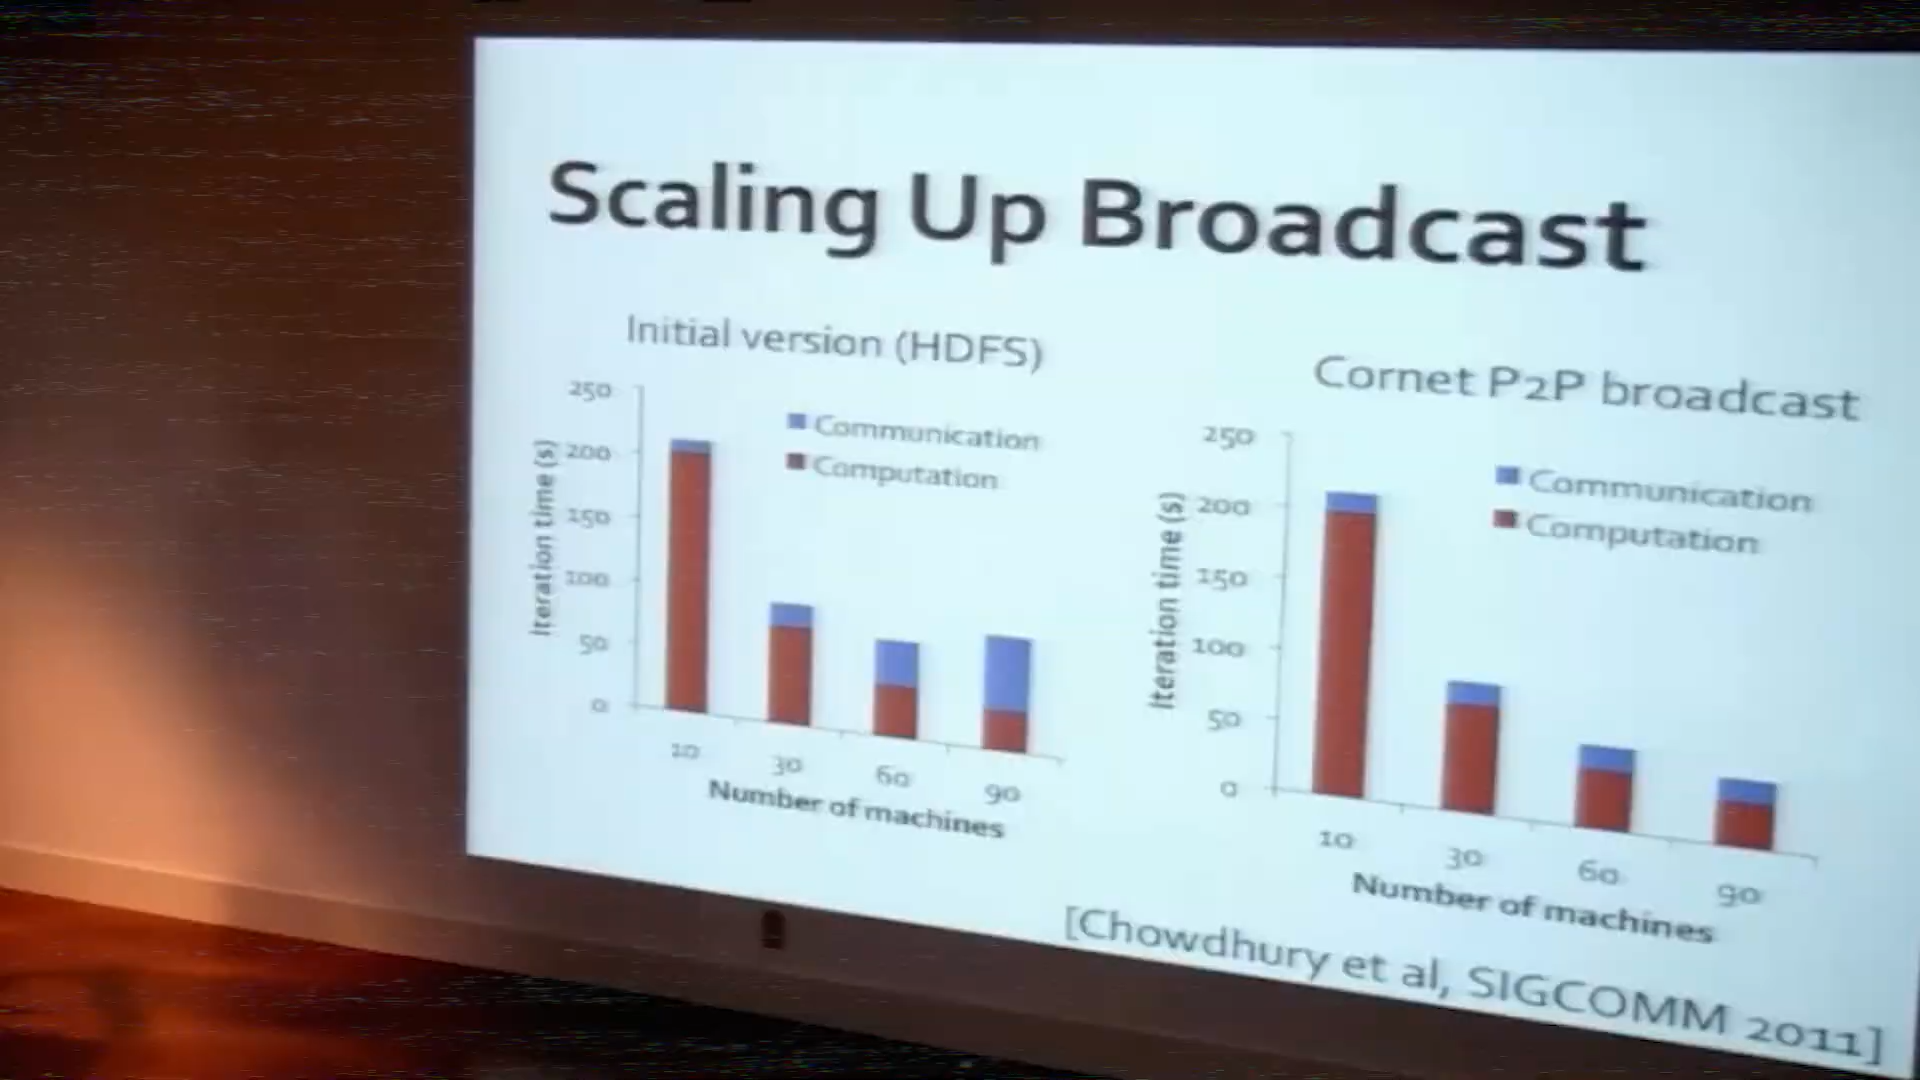 Scaling Up Broadcast
Initial version (HDFS)
250
200
150
100
50
0
Iteration time (s)
Communication
Computation
10
30
60
90
Number of machines
Cornet P2P broadcast
250
200
150
100
50
0
Iteration time (s)
Communication
Computation
10
30
60
90
Number of machines
[Chowdhury et al, SIGCOMM 2011]